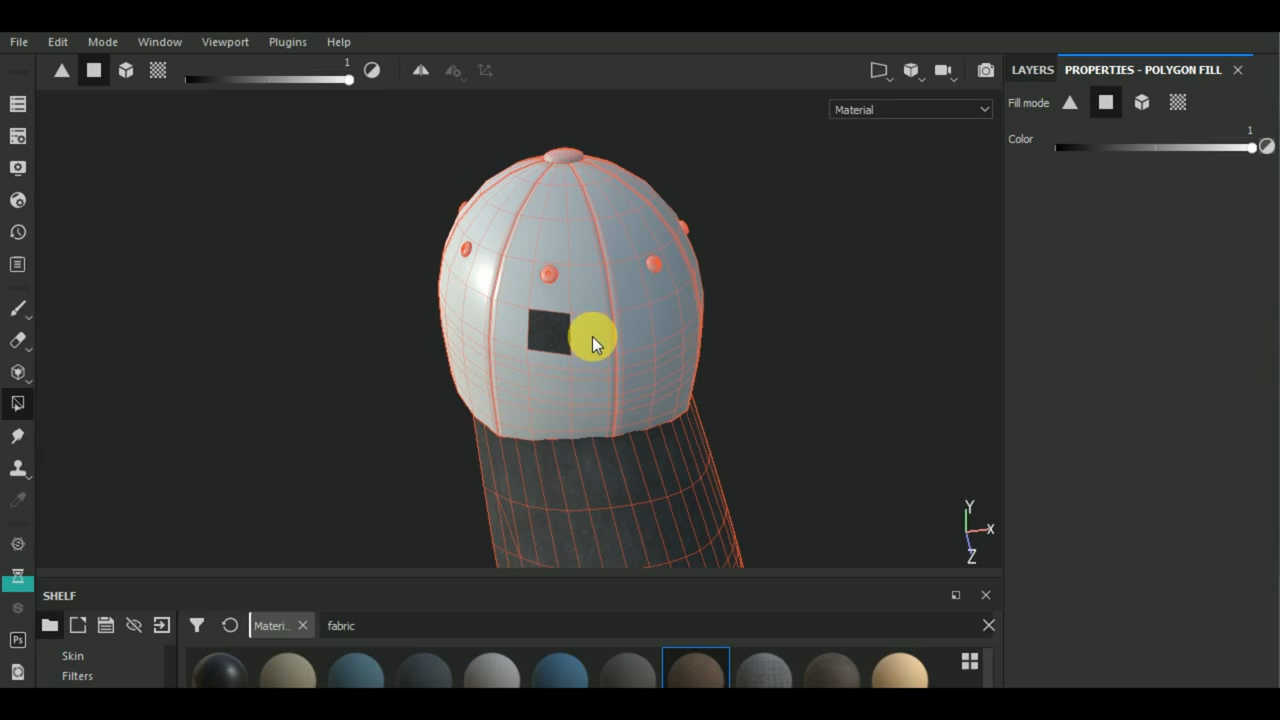 File Edit Mode Window Viewport Plugins Help
1
LAYERS PROPERTIES - POLYGON FILL
Fill mode
Material
1
Color
Y
X
Z
SHELF
Materi.. fabric
Ps
Skin
Filters